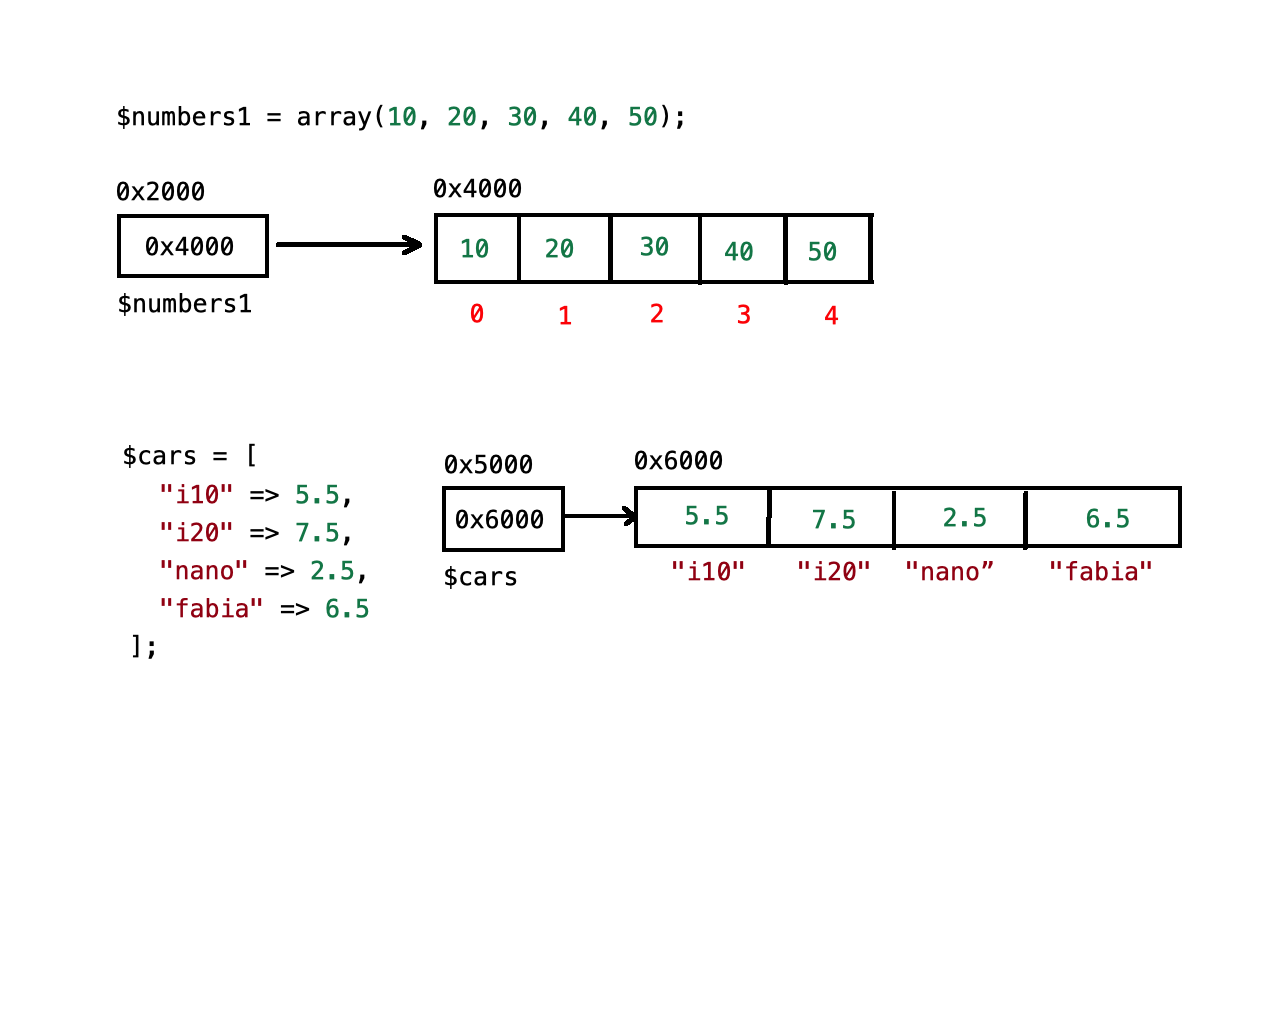 $numbers1 = array(10, 20, 30, 40, 50);
0x2000
0x4000
0x4000
10 20 30 40 50
$numbers1
0 1 2 3 4
$cars = [
"i10" => 5.5,
"i20" => 7.5,
"nano" => 2.5,
"fabia" => 6.5
];
0x5000
0x6000
0x6000
5.5 7.5 2.5 6.5
$cars
"i10" "i20" "nano” "fabia"